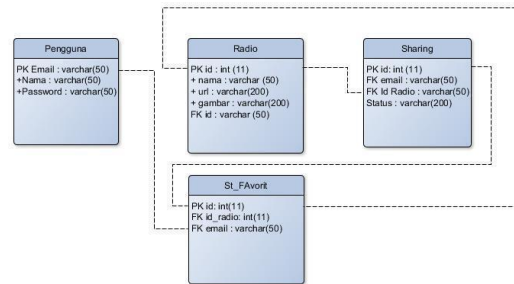 Pengguna
PK Email : varchar(50)
+Nama : varchar(50)
+Password : varchar(50)
Radio
PK id : int (11)
+ nama : varchar (50)
+ url : varchar(200)
+ gambar : varchar(200)
FK id : varchar (50)
Sharing
PK id: int (11)
FK email : varchar(50)
FK Id Radio : varchar(50)
Status : varchar(200)
St_FAvorit
PK id: int(11)
FK id_radio: int(11)
FK email : varchar(50)